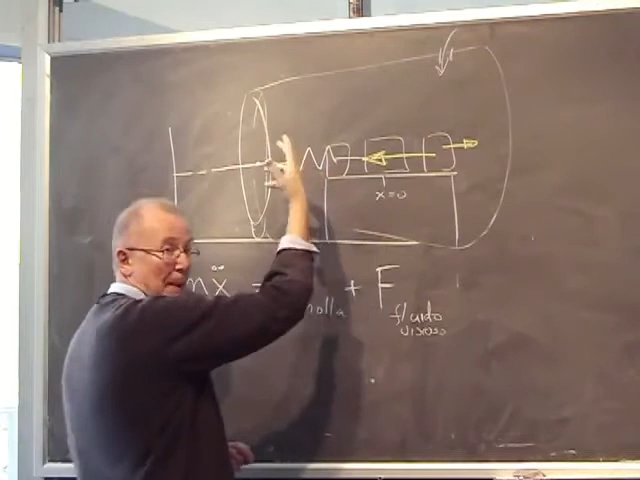 x=0
mẍ = + F
molla
fluido
viscoso